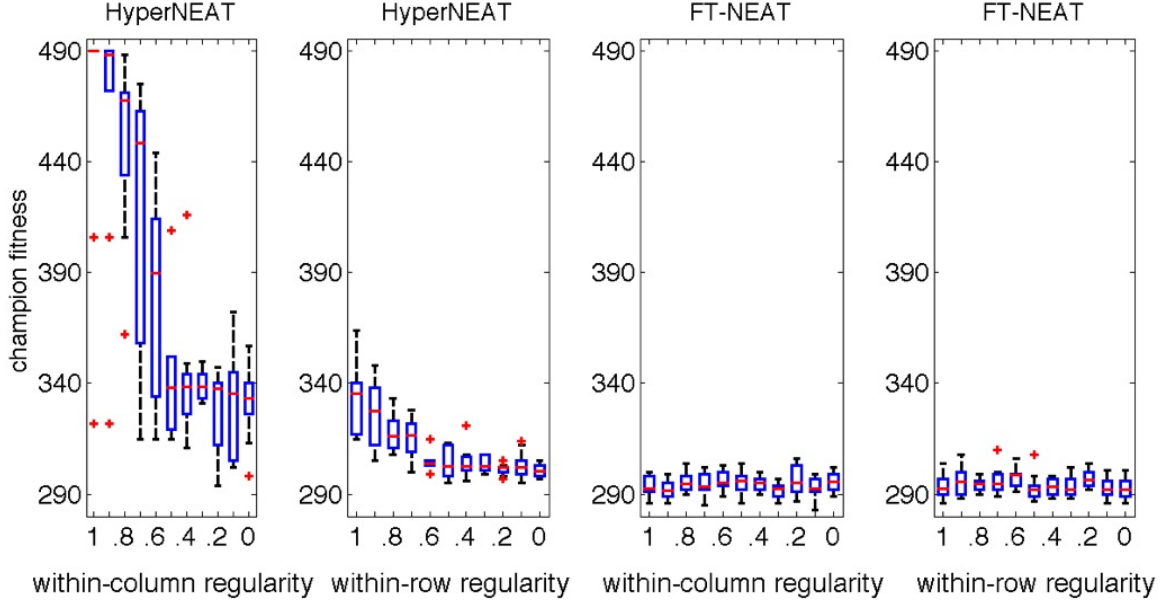 HyperNEAT HyperNEAT FT-NEAT FT-NEAT
490 490 490 490
440 440 440 440
390 390 390 390
340 340 340 340
290 290 290 290
champion fitness
1 .8 .6 .4 .2 0 1 .8 .6 .4 .2 0 1 .8 .6 .4 .2 0 1 .8 .6 .4 .2 0
within-column regularity within-row regularity within-column regularity within-row regularity